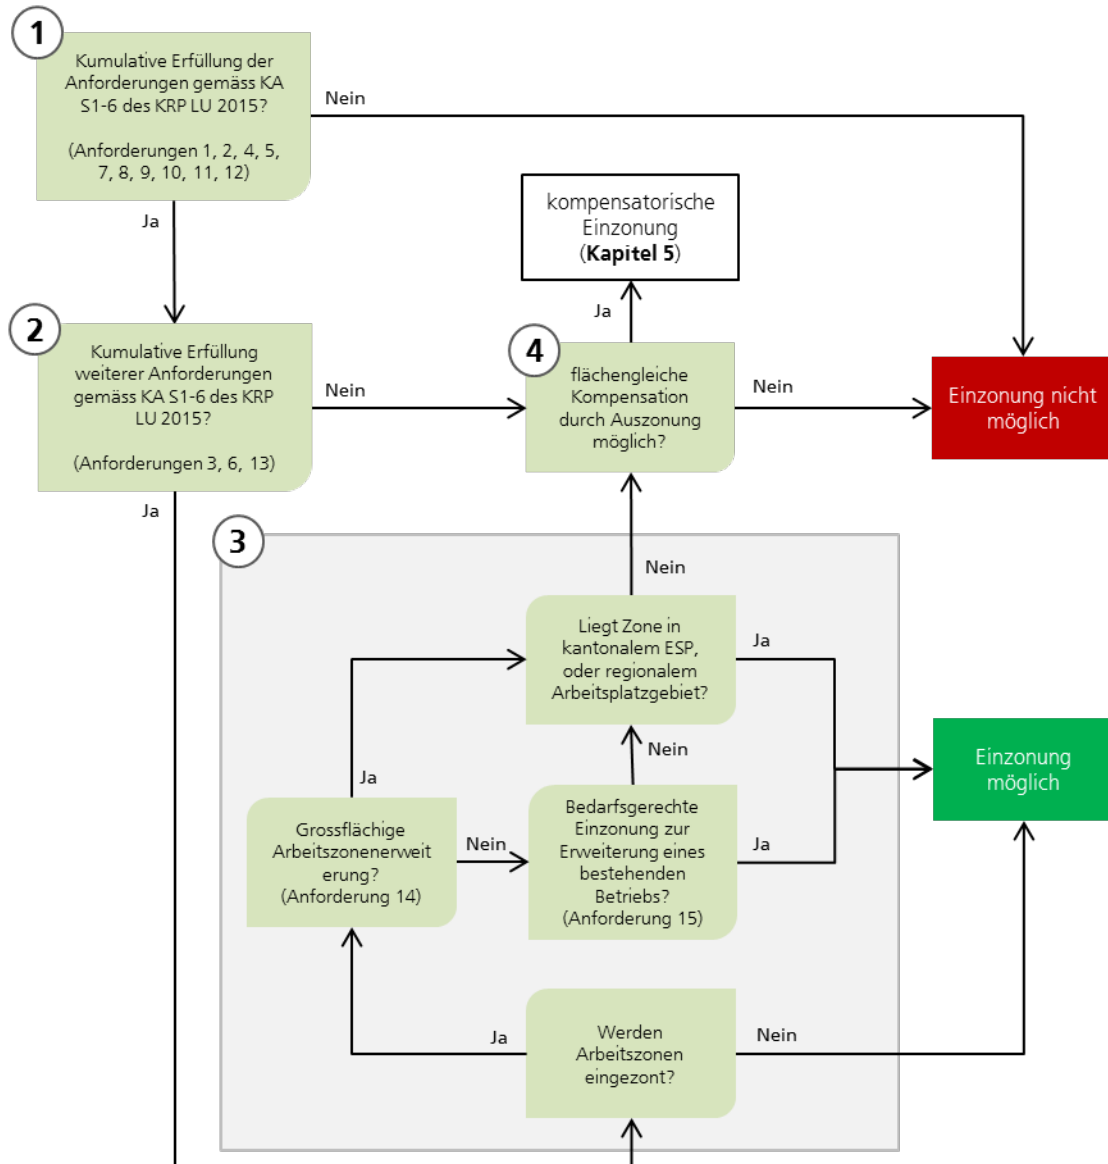 1
Kumulative Erfüllung der
Anforderungen gemäss KA
S1-6 des KRP LU 2015?
(Anforderungen 1, 2, 4, 5,
7, 8, 9, 10, 11, 12)
Nein
Ja
kompensatorische
Einzonung
(Kapitel 5)
Ja
2
Kumulative Erfüllung
weiterer Anforderungen
gemäss KA S1-6 des KRP
LU 2015?
(Anforderungen 3, 6, 13)
Nein
Ja
4
flächengleiche
Kompensation
durch Auszonung
möglich?
Nein
Einzonung nicht
möglich
3
Nein
Liegt Zone in
kantonalem ESP,
oder regionalem
Arbeitsplatzgebiet?
Ja
Nein
Ja
Grossflächige
Arbeitszonenerweit
erung?
(Anforderung 14)
Nein
Bedarfsgerechte
Einzonung zur
Erweiterung eines
bestehenden
Betriebs?
(Anforderung 15)
Ja
Einzonung
möglich
Ja
Werden
Arbeitszonen
eingezont?
Nein